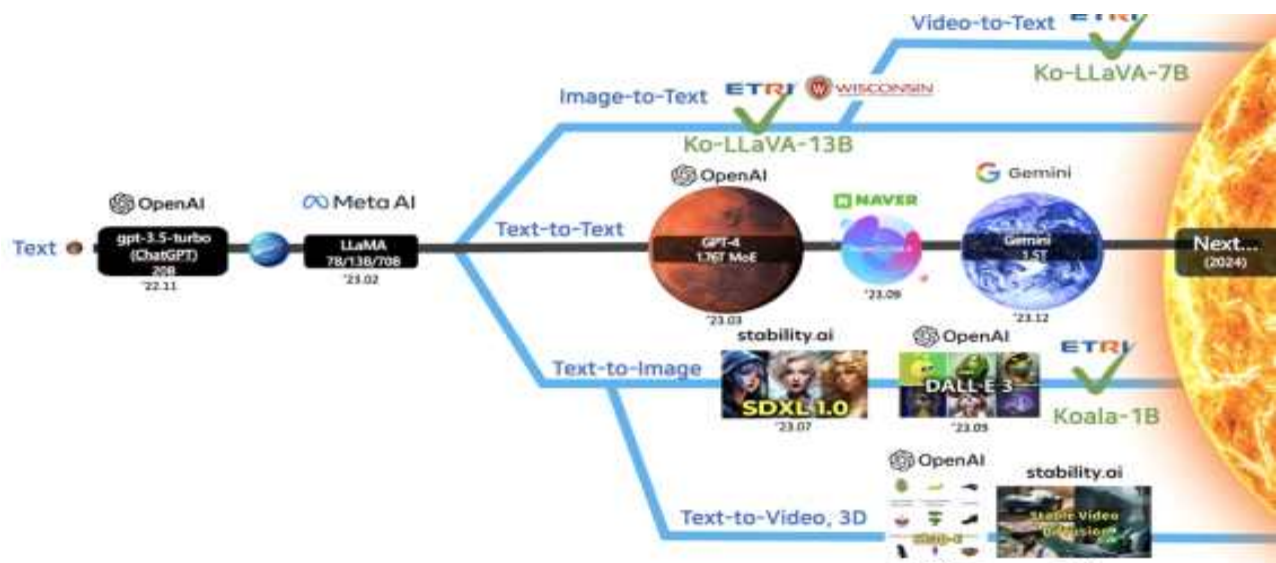 Video-to-Text
ETRI
Ko-LLaVA-7B
Image-to-Text
ETRI
WISCONSIN
Ko-LLaVA-13B
OpenAI
gpt-3.5-turbo
(ChatGPT)
20B
'22.11
Meta AI
LLaMA
7B/13B/70B
'23.02
Text
Text-to-Text
OpenAI
GPT-4
1.76T MoE
'23.03
NAVER
'23.09
Gemini
Gemini
1.5T
'23.12
Next...
(2024)
Text-to-Image
stability.ai
SDXL 1.0
'23.07
OpenAI
DALL·E 3
'23.09
ETRI
Koala-1B
Text-to-Video, 3D
OpenAI
stability.ai
Stable Video
Diffusion